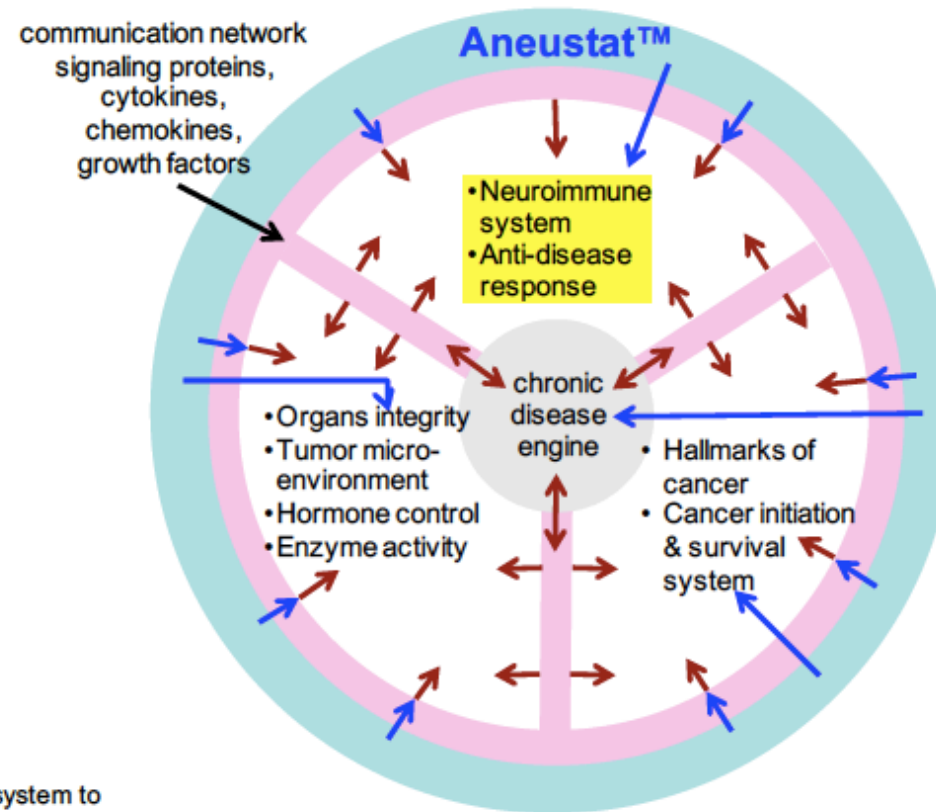 communication network
signaling proteins,
cytokines,
chemokines,
growth factors
Aneustat™
•Neuroimmune
system
•Anti-disease
response
chronic
disease
engine
•Organs integrity
•Tumor micro-
environment
•Hormone control
•Enzyme activity
• Hallmarks of
cancer
• Cancer initiation
& survival
system
system to